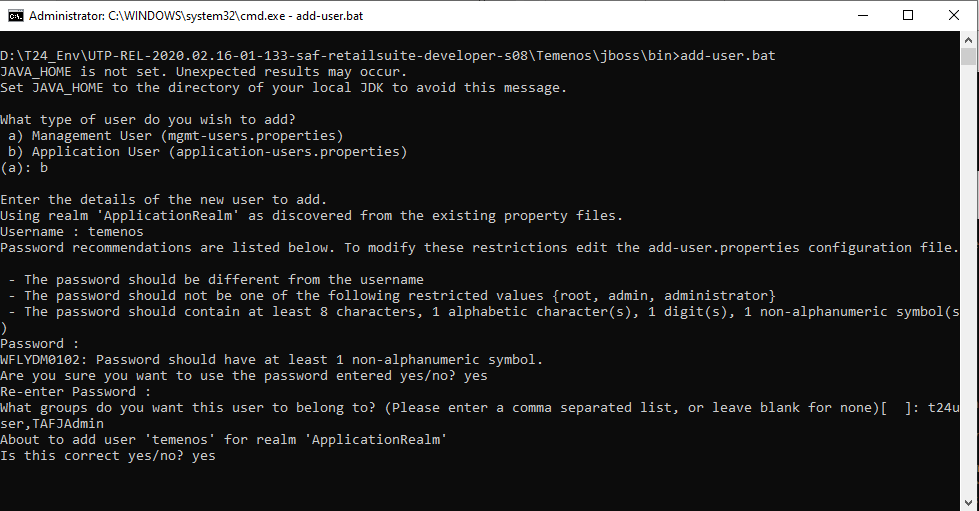 Administrator: C:\WINDOWS\system32\cmd.exe - add-user.bat
D:\T24_Env\UTP-REL-2020.02.16-01-133-saf-retailsuite-developer-s08\Temenos\jboss\bin>add-user.bat
JAVA_HOME is not set. Unexpected results may occur.
Set JAVA_HOME to the directory of your local JDK to avoid this message.
What type of user do you wish to add?
 a) Management User (mgmt-users.properties)
 b) Application User (application-users.properties)
(a): b
Enter the details of the new user to add.
Using realm 'ApplicationRealm' as discovered from the existing property files.
Username : temenos
Password recommendations are listed below. To modify these restrictions edit the add-user.properties configuration file.
 - The password should be different from the username
 - The password should not be one of the following restricted values {root, admin, administrator}
 - The password should contain at least 8 characters, 1 alphabetic character(s), 1 digit(s), 1 non-alphanumeric symbol(s
)
Password :
WFLYDM0102: Password should have at least 1 non-alphanumeric symbol.
Are you sure you want to use the password entered yes/no? yes
Re-enter Password :
What groups do you want this user to belong to? (Please enter a comma separated list, or leave blank for none)[  ]: t24u
ser,TAFJAdmin
About to add user 'temenos' for realm 'ApplicationRealm'
Is this correct yes/no? yes